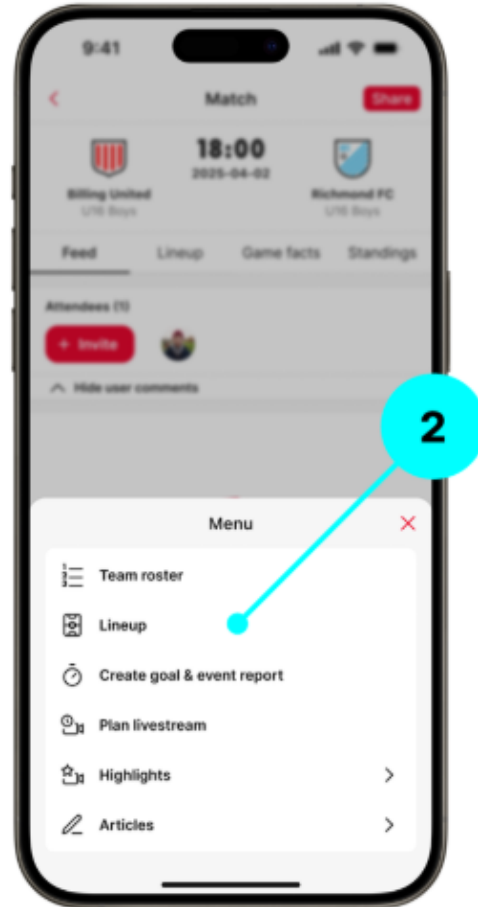 9:41
Match
Share
18:00
2025-04-02
Billing United
U16 Boys
Richmond FC
U16 Boys
Feed
Lineup
Game facts
Standings
Attendees (1)
+ Invite
Hide user comments
2
Menu
Team roster
Lineup
Create goal & event report
Plan livestream
Highlights
Articles